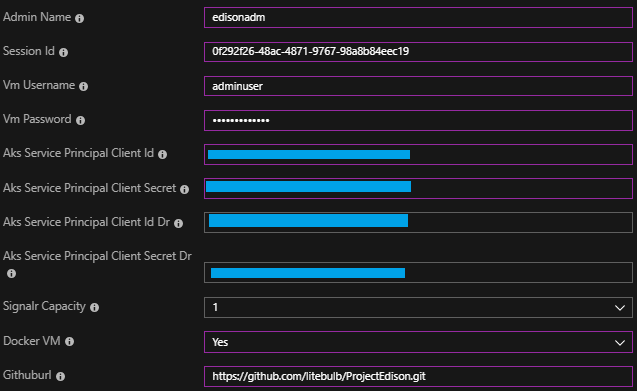 Admin Name
edisonadm
Session Id
0f292f26-48ac-4871-9767-98a8b84eec19
Vm Username
adminuser
Vm Password
•••••••••••••
Aks Service Principal Client Id
Aks Service Principal Client Secret
Aks Service Principal Client Id Dr
Aks Service Principal Client Secret Dr
Signalr Capacity
1
Docker VM
Yes
Githuburl
https://github.com/litebulb/ProjectEdison.git